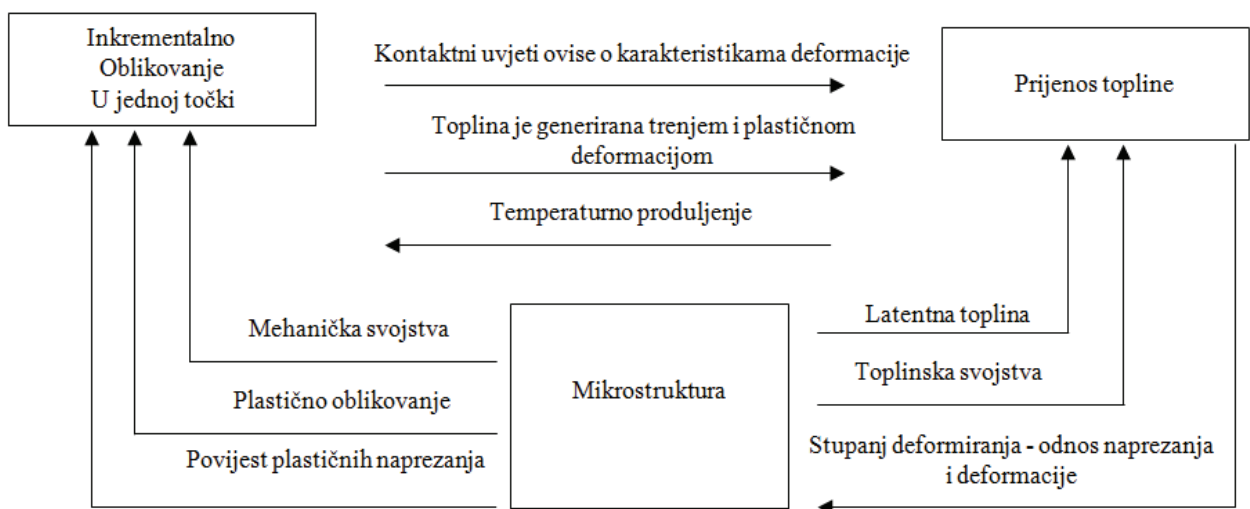 Inkrementalno
Oblikovanje
U jednoj točki
Kontaktni uvjeti ovise o karakteristikama deformacije
Prijenos topline
Toplina je generirana trenjem i plastičnom
deformacijom
Temperaturno produljenje
Mehanička svojstva
Plastično oblikovanje
Povijest plastičnih naprezanja
Mikrostruktura
Latentna toplina
Toplinska svojstva
Stupanj deformiranja - odnos naprezanja
i deformacije